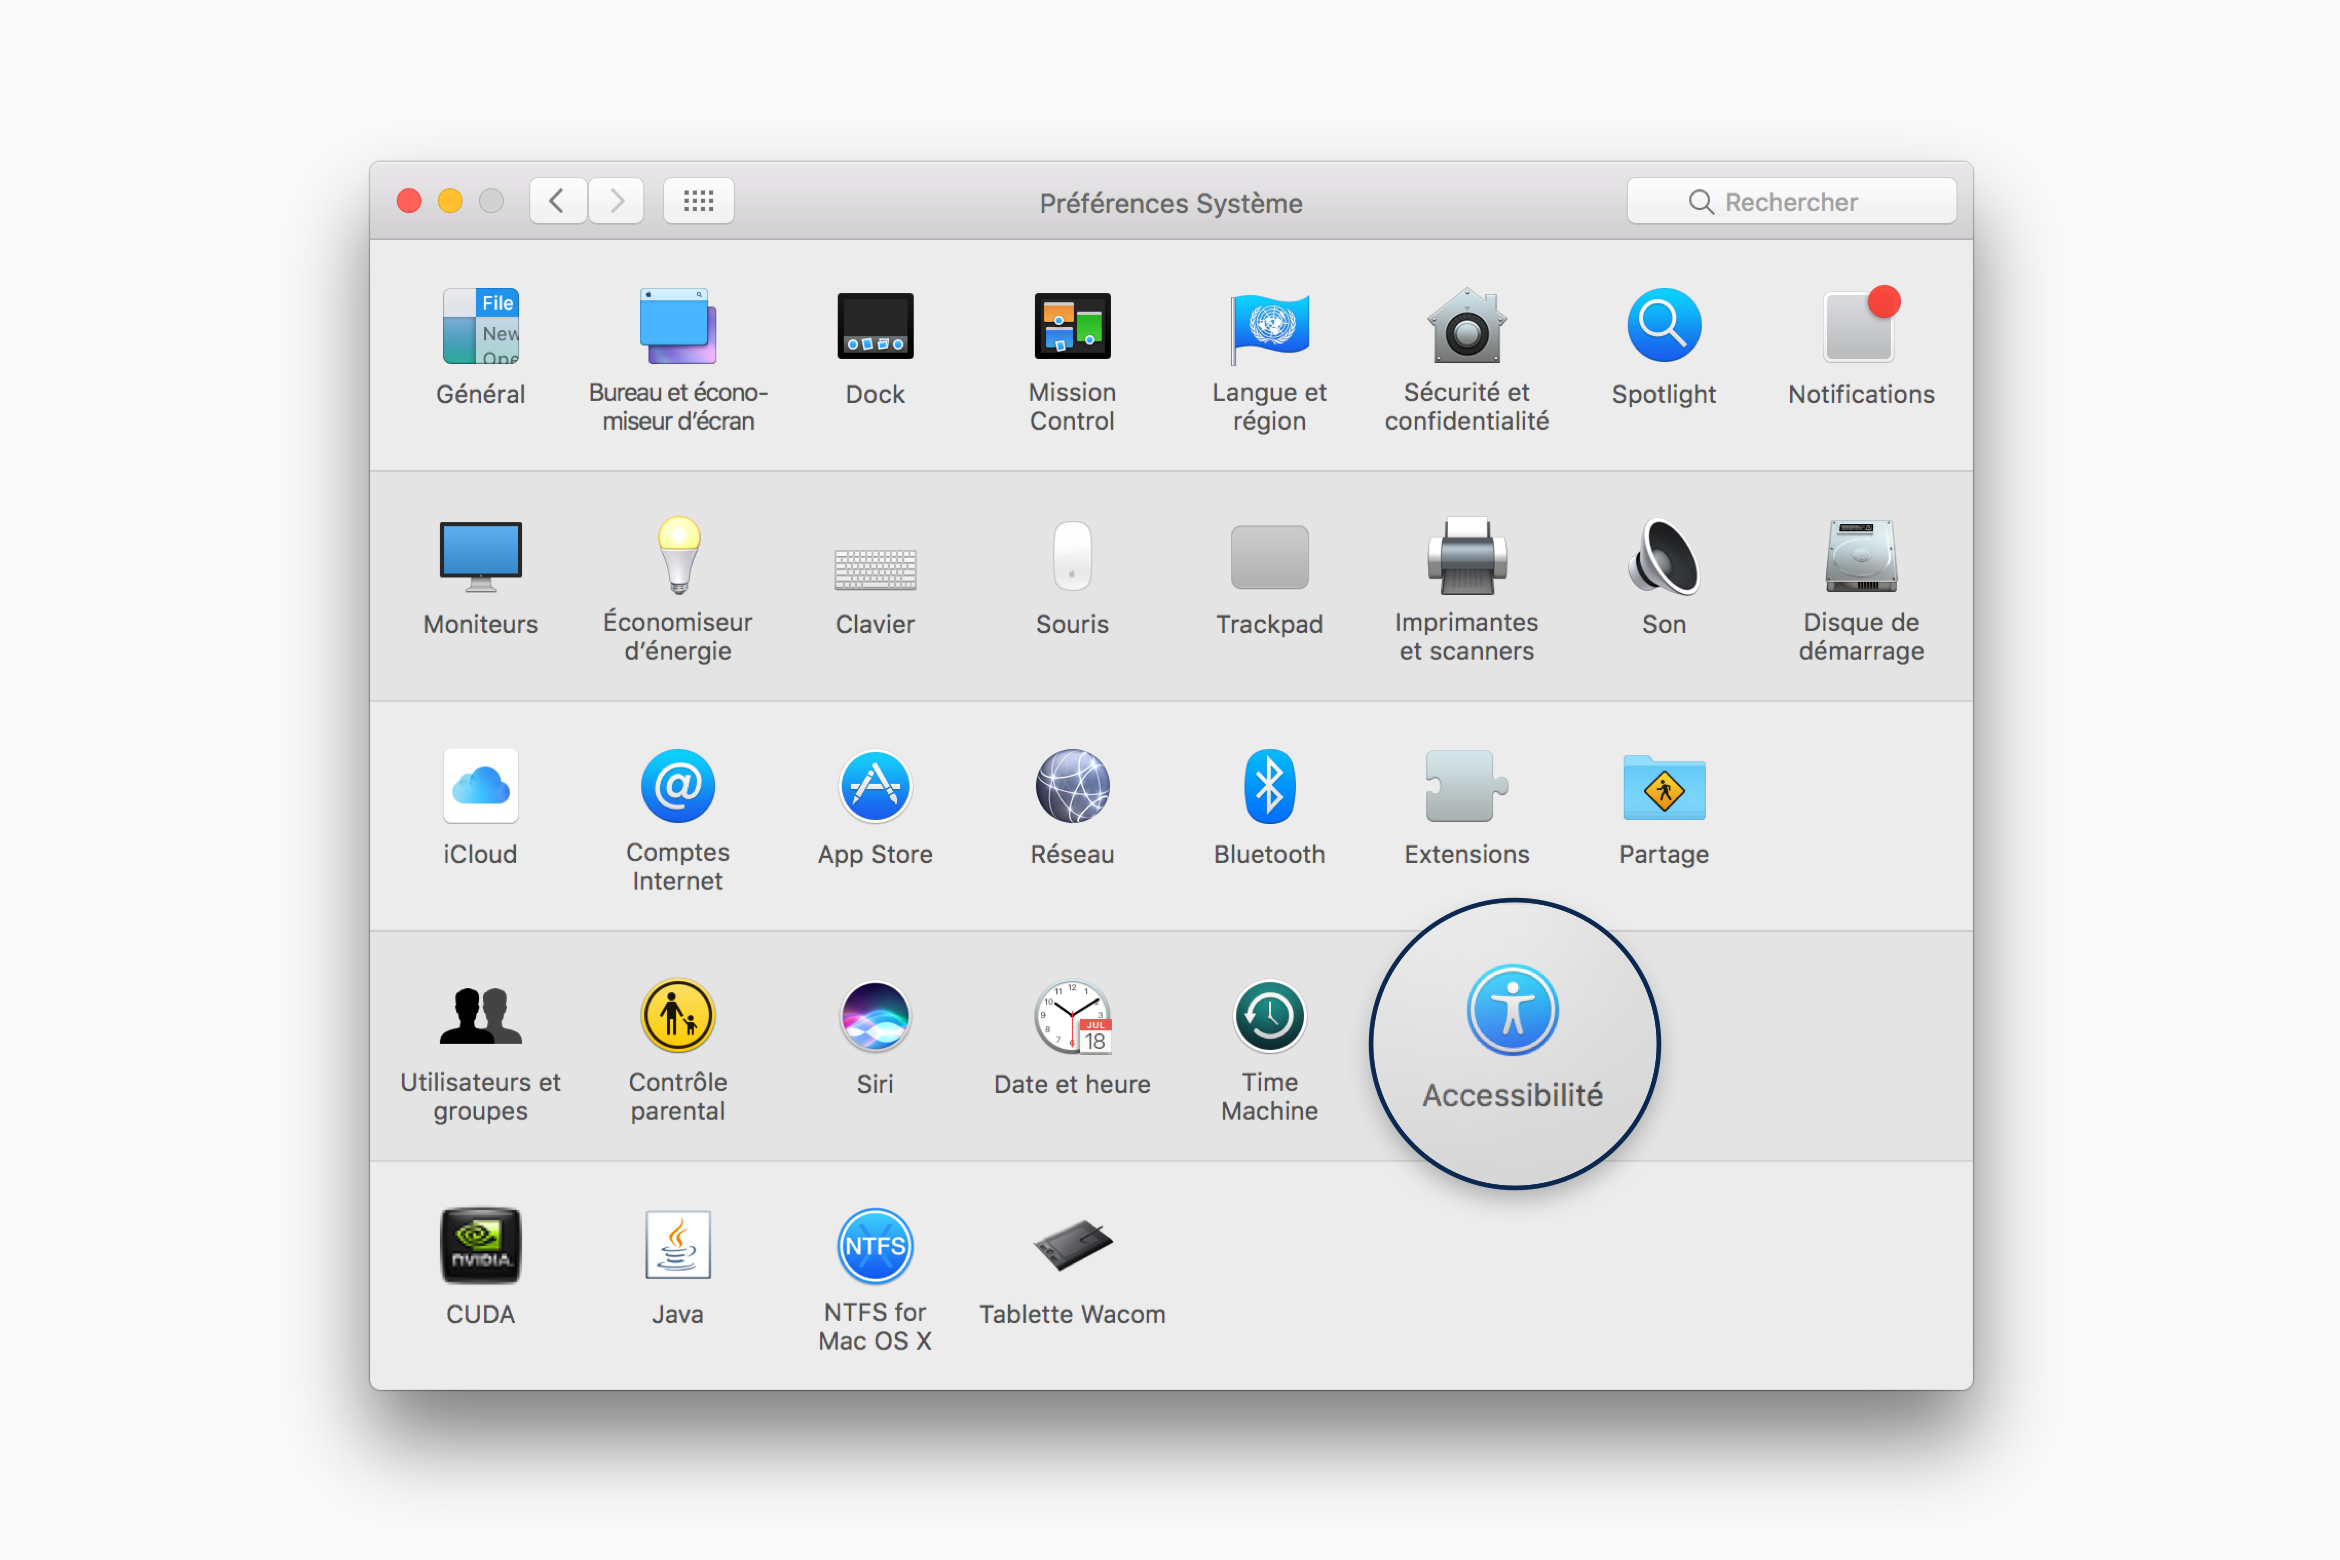 Préférences Système
Rechercher
File
New
Ope
Général
Bureau et écono-
miseur d’écran
Dock
Mission
Control
Langue et
région
Sécurité et
confidentialité
Spotlight
Notifications
Moniteurs
Économiseur
d’énergie
Clavier
Souris
Trackpad
Imprimantes
et scanners
Son
Disque de
démarrage
iCloud
@
Comptes
Internet
App Store
Réseau
Bluetooth
Extensions
Partage
Utilisateurs et
groupes
Contrôle
parental
Siri
JUL
18
Date et heure
Time
Machine
Accessibilité
NVIDIA
CUDA
Java
NTFS
NTFS for
Mac OS X
Tablette Wacom